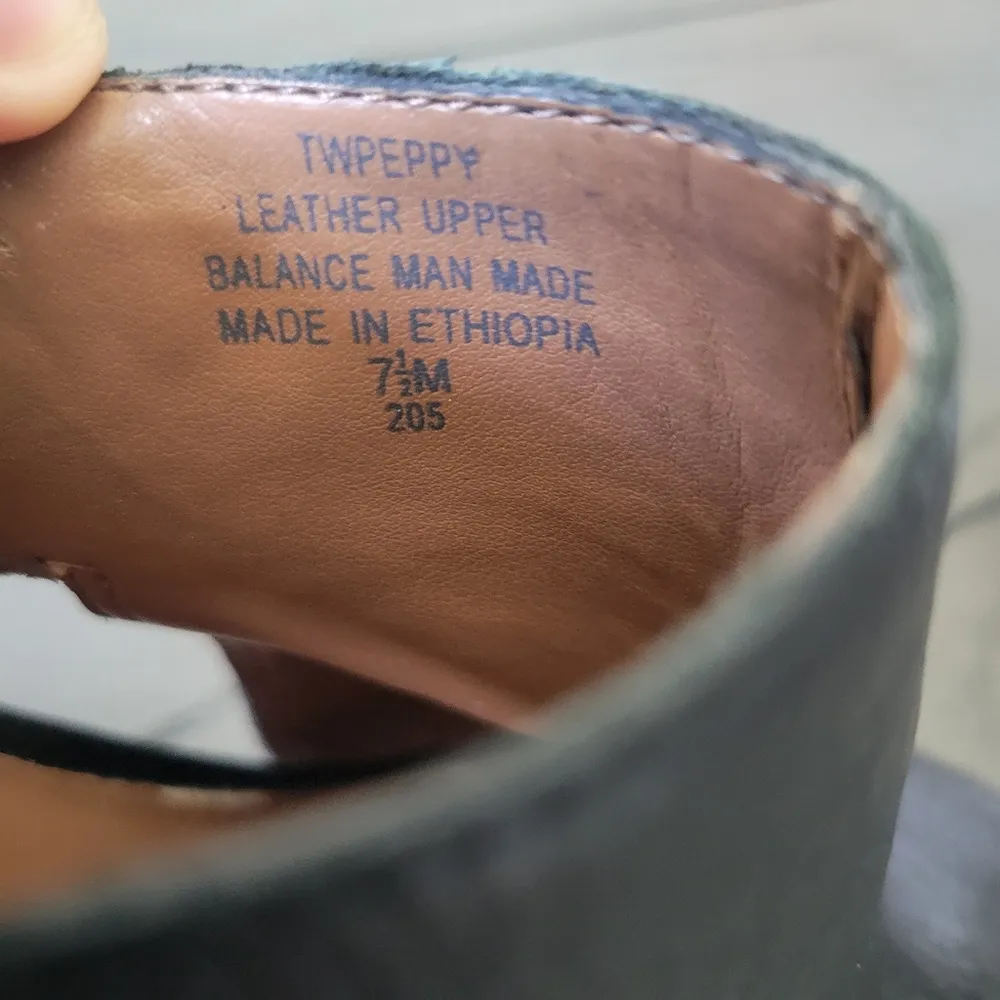 TWPEPPY
LEATHER UPPER
BALANCE MAN MADE
MADE IN ETHIOPIA
7½M
205